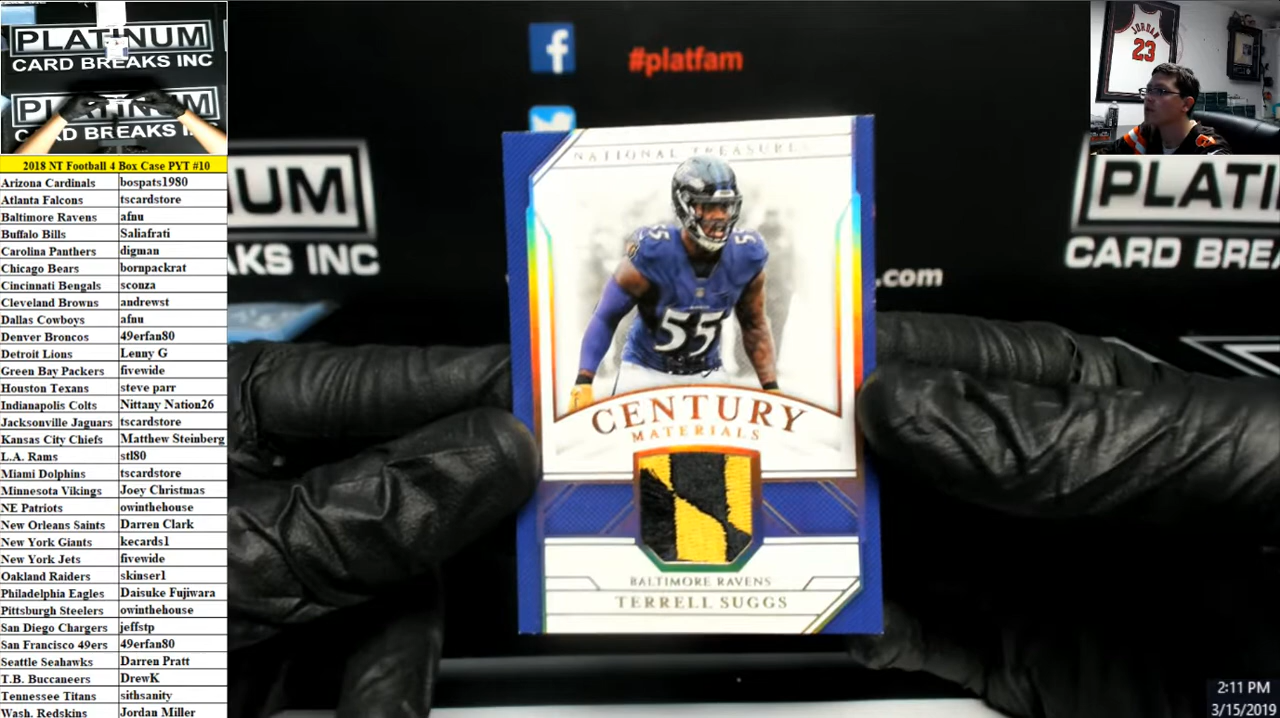 PLATINUM
CARD BREAKS INC
PLATINUM
CARD BREAKS INC
2018 NT Football 4 Box Case PYT #10
Arizona Cardinals bospats1980
Atlanta Falcons tscardstore
Baltimore Ravens afnu
Buffalo Bills Saliafrati
Carolina Panthers digman
Chicago Bears bornpackrat
Cincinnati Bengals sconza
Cleveland Browns andrewst
Dallas Cowboys afnu
Denver Broncos 49erfan80
Detroit Lions Lenny G
Green Bay Packers fivewide
Houston Texans steve parr
Indianapolis Colts Nittany Nation26
Jacksonville Jaguars tscardstore
Kansas City Chiefs Matthew Steinberg
L.A. Rams stl80
Miami Dolphins tscardstore
Minnesota Vikings Joey Christmas
NE Patriots owinthehouse
New Orleans Saints Darren Clark
New York Giants kecards1
New York Jets fivewide
Oakland Raiders skinser1
Philadelphia Eagles Daisuke Fujiwara
Pittsburgh Steelers owinthehouse
San Diego Chargers jeffstp
San Francisco 49ers 49erfan80
Seattle Seahawks Darren Pratt
T.B. Buccaneers DrewK
Tennessee Titans sithsanity
Wash. Redskins Jordan Miller
f
#platfam
JORDAN
23
UM
KS INC
PLATI
CARD BREA
.com
NATIONAL TREASURES
55
55
55
CENTURY
MATERIALS
BALTIMORE RAVENS
TERRELL SUGGS
2:11 PM
3/15/2019